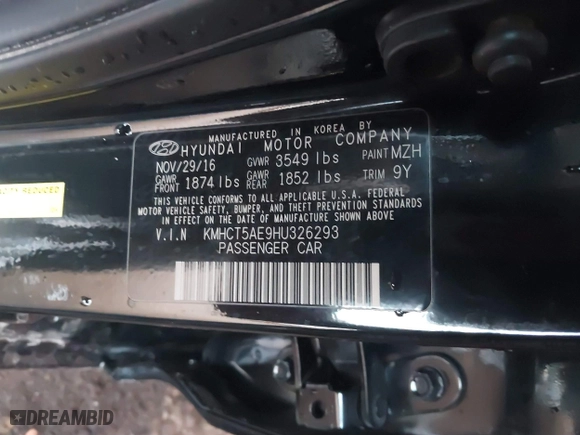 MANUFACTURED IN KOREA BY
HYUNDAI MOTOR COMPANY
NOV/29/16 GVWR 3549 lbs PAINT MZH
GAWR FRONT 1874 lbs GAWR REAR 1852 lbs TRIM 9Y
THIS VEHICLE CONFORMS TO ALL APPLICABLE U.S.A. FEDERAL
MOTOR VEHICLE SAFETY, BUMPER, AND THEFT PREVENTION STANDARDS
IN EFFECT ON THE DATE OF MANUFACTURE SHOWN ABOVE.
V.I.N KMHCT5AE9HU326293
PASSENGER CAR
REDUCED
DREAMBID